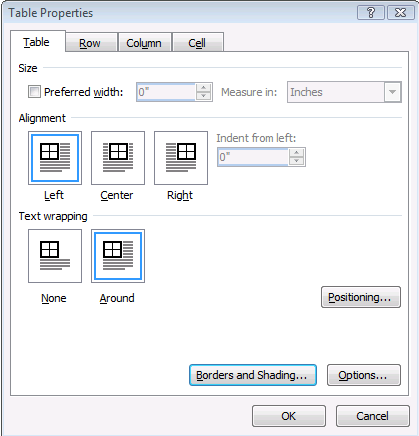 Table Properties
Table Row Column Cell
Size
Preferred width: 0" Measure in: Inches
Alignment
Indent from left:
0"
Left Center Right
Text wrapping
None Around
Positioning...
Borders and Shading... Options...
OK Cancel